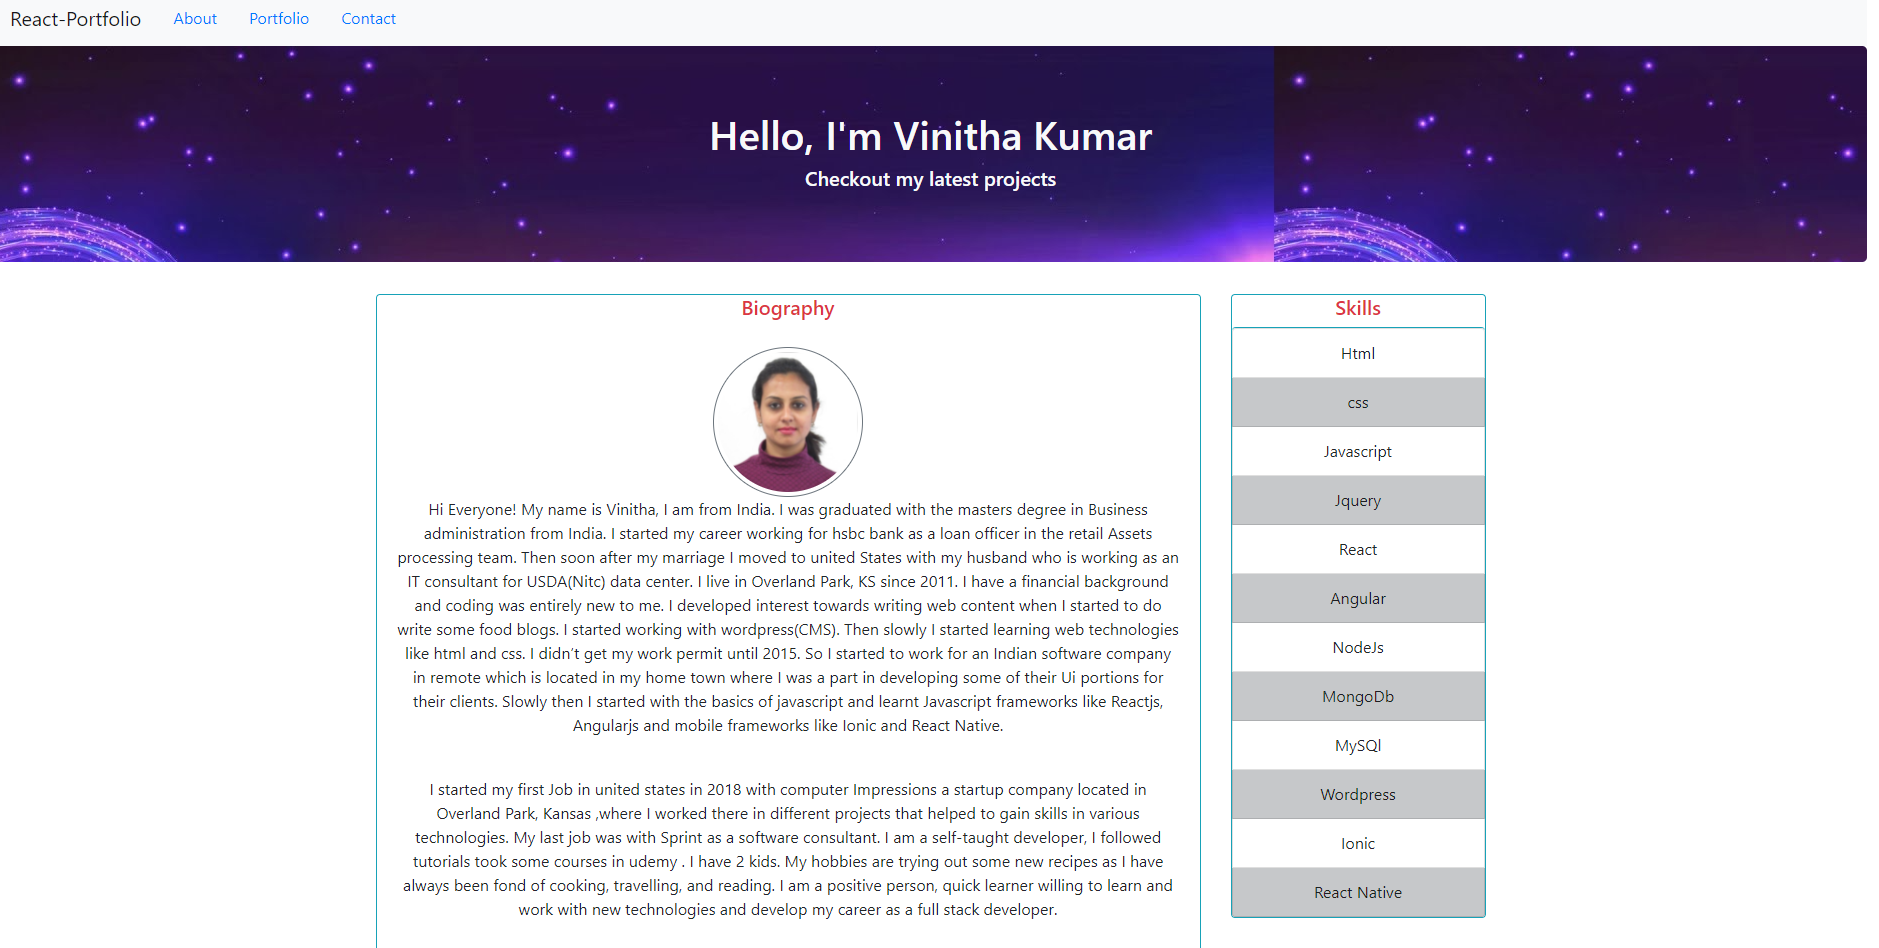 React-Portfolio About Portfolio Contact
Hello, I'm Vinitha Kumar
Checkout my latest projects
Biography
Hi Everyone! My name is Vinitha, I am from India. I was graduated with the masters degree in Business
administration from India. I started my career working for hsbc bank as a loan officer in the retail Assets
processing team. Then soon after my marriage I moved to united States with my husband who is working as an
IT consultant for USDA(Nitc) data center. I live in Overland Park, KS since 2011. I have a financial background
and coding was entirely new to me. I developed interest towards writing web content when I started to do
write some food blogs. I started working with wordpress(CMS). Then slowly I started learning web technologies
like html and css. I didn’t get my work permit until 2015. So I started to work for an Indian software company
in remote which is located in my home town where I was a part in developing some of their Ui portions for
their clients. Slowly then I started with the basics of javascript and learnt Javascript frameworks like Reactjs,
Angularjs and mobile frameworks like Ionic and React Native.
I started my first Job in united states in 2018 with computer Impressions a startup company located in
Overland Park, Kansas ,where I worked there in different projects that helped to gain skills in various
technologies. My last job was with Sprint as a software consultant. I am a self-taught developer, I followed
tutorials took some courses in udemy . I have 2 kids. My hobbies are trying out some new recipes as I have
always been fond of cooking, travelling, and reading. I am a positive person, quick learner willing to learn and
work with new technologies and develop my career as a full stack developer.
Skills
Html
css
Javascript
Jquery
React
Angular
NodeJs
MongoDb
MySQl
Wordpress
Ionic
React Native